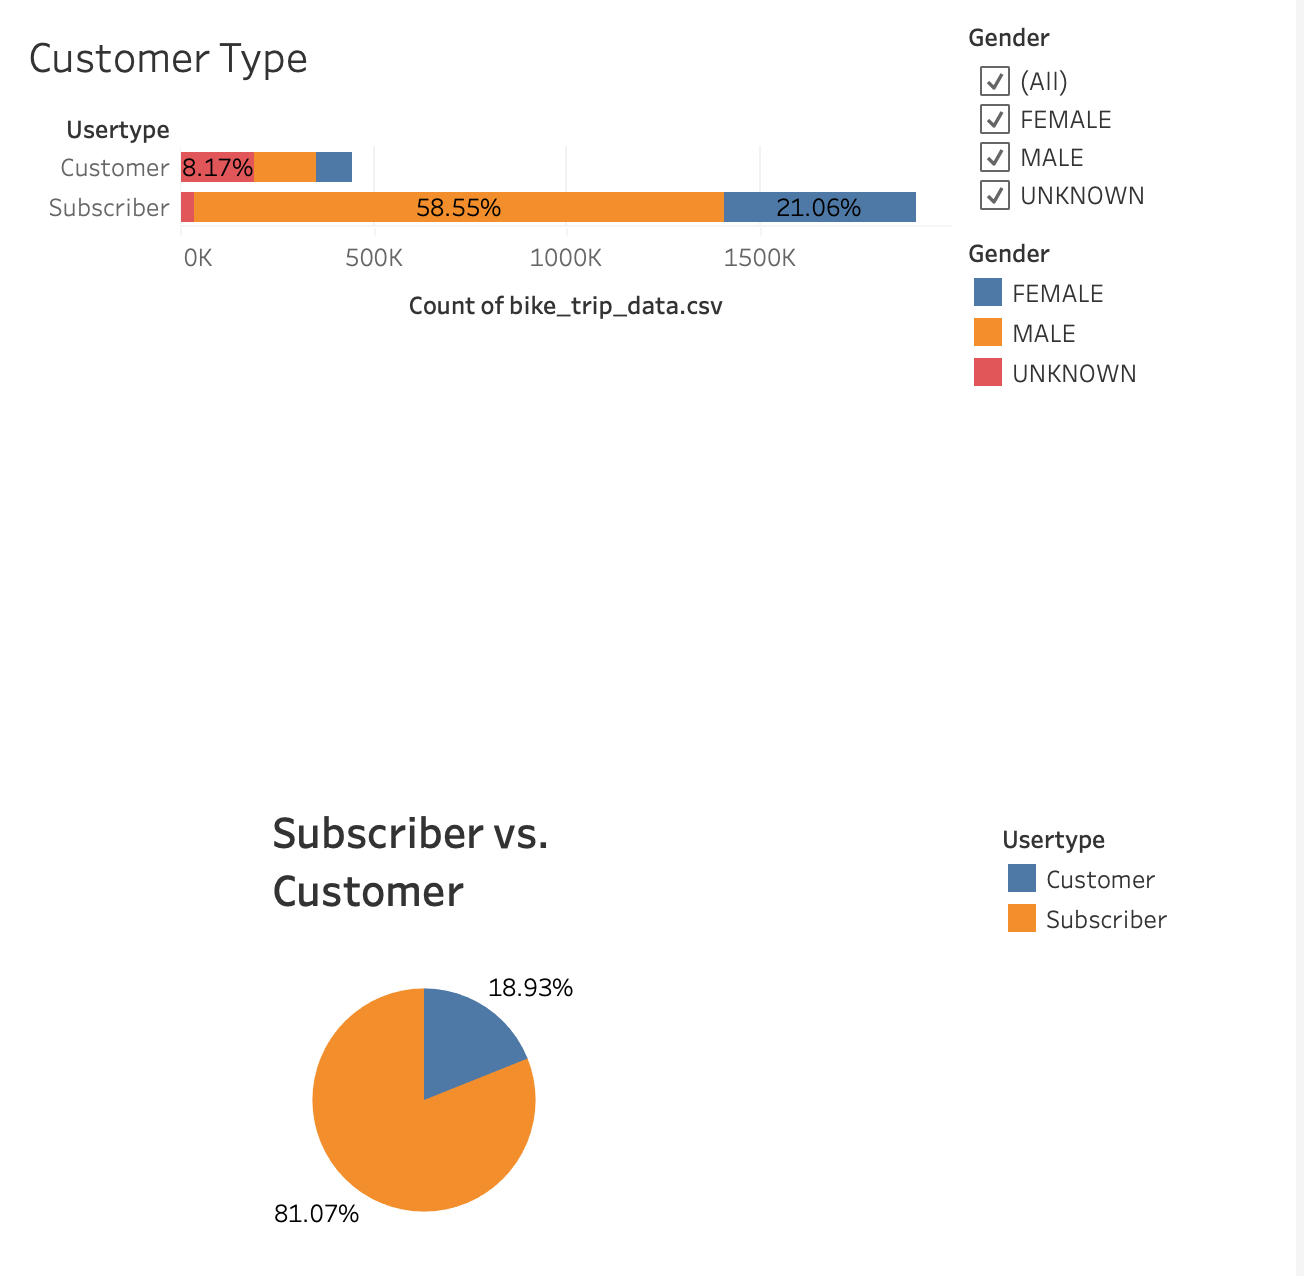 Customer Type
Usertype
Customer 8.17%
Subscriber 58.55% 21.06%
0K 500K 1000K 1500K
Count of bike_trip_data.csv
Gender
(All)
FEMALE
MALE
UNKNOWN
Gender
FEMALE
MALE
UNKNOWN
Subscriber vs.
Customer
18.93%
81.07%
Usertype
Customer
Subscriber